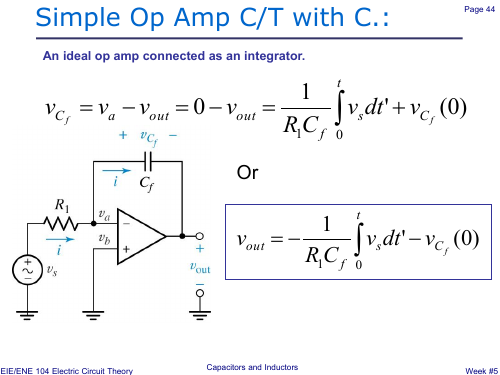 Page 44
Simple Op Amp C/T with C.:
An ideal op amp connected as an integrator.
v_{C_f} = v_a − v_{out} = 0 − v_{out} = \frac{1}{R_1 C_f} \int_0^t v_s dt' + v_{C_f}(0)
+ v_{C_f} −
i C_f
Or
R_1 v_a −
v_b +
i
+ v_s −
+
v_{out}
−
v_{out} = − \frac{1}{R_1 C_f} \int_0^t v_s dt' − v_{C_f}(0)
EIE/ENE 104 Electric Circuit Theory
Capacitors and Inductors
Week #5